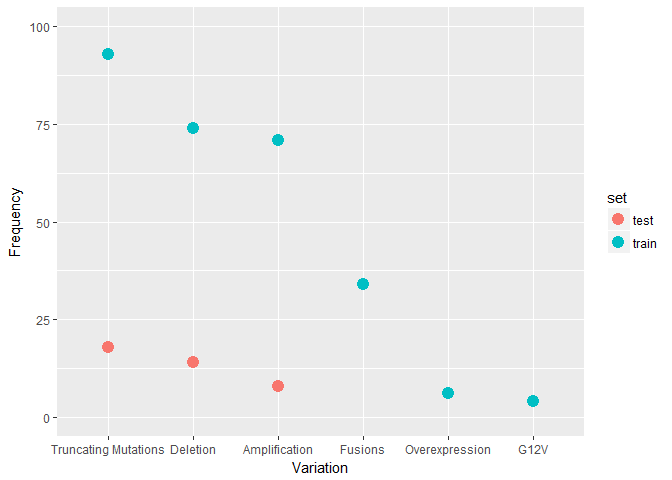 100
75
50
25
0
Frequency
Truncating Mutations Deletion Amplification Fusions Overexpression G12V
Variation
set
test
train